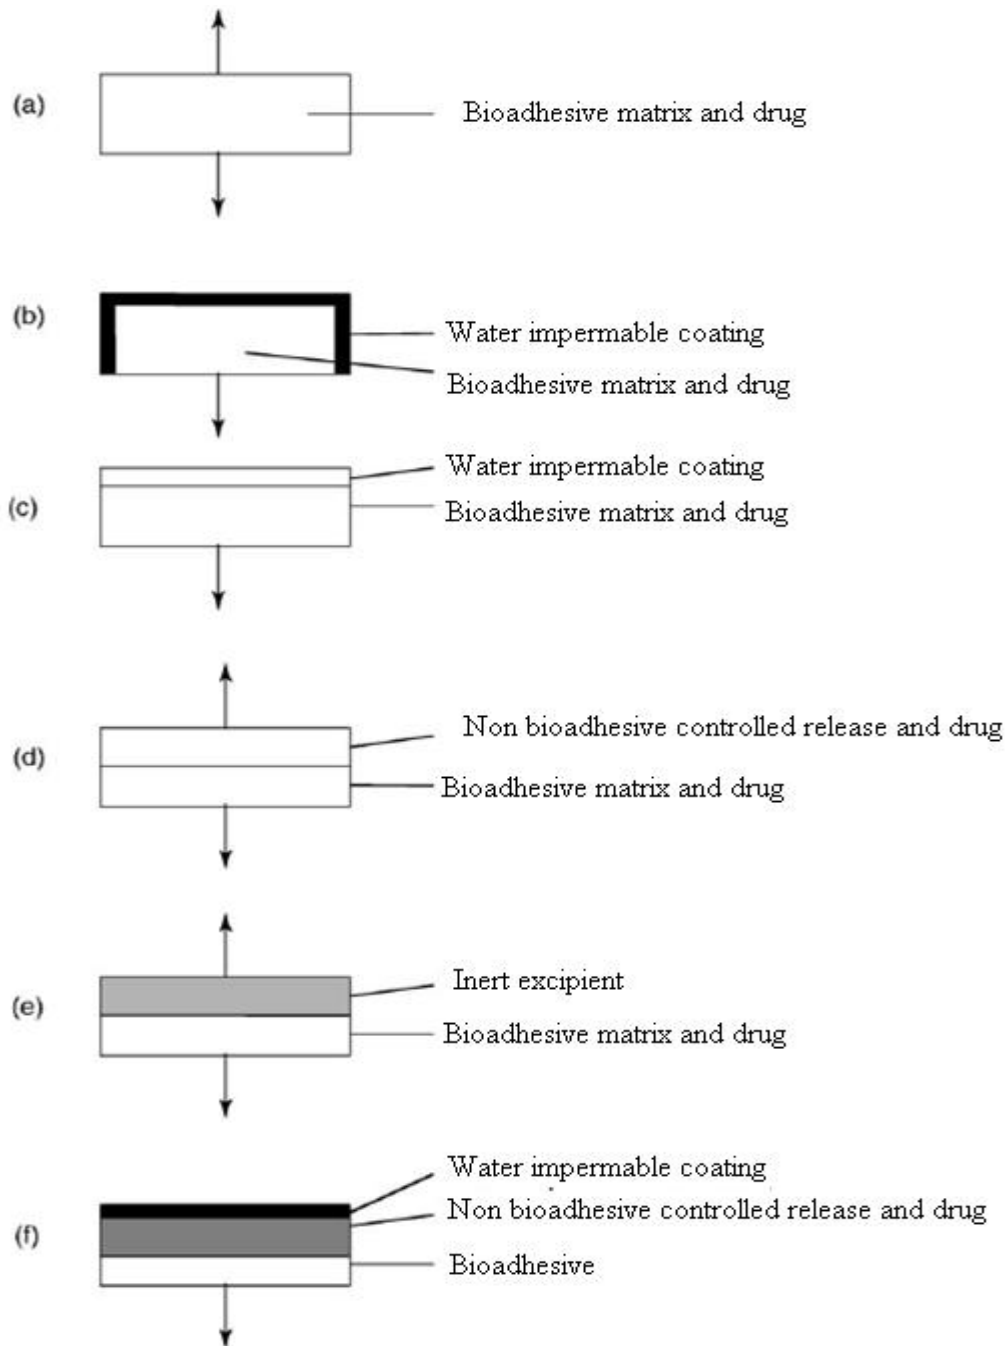 (a)
Bioadhesive matrix and drug
(b)
Water impermable coating
Bioadhesive matrix and drug
(c)
Water impermable coating
Bioadhesive matrix and drug
(d)
Non bioadhesive controlled release and drug
Bioadhesive matrix and drug
(e)
Inert excipient
Bioadhesive matrix and drug
(f)
Water impermable coating
Non bioadhesive controlled release and drug
Bioadhesive